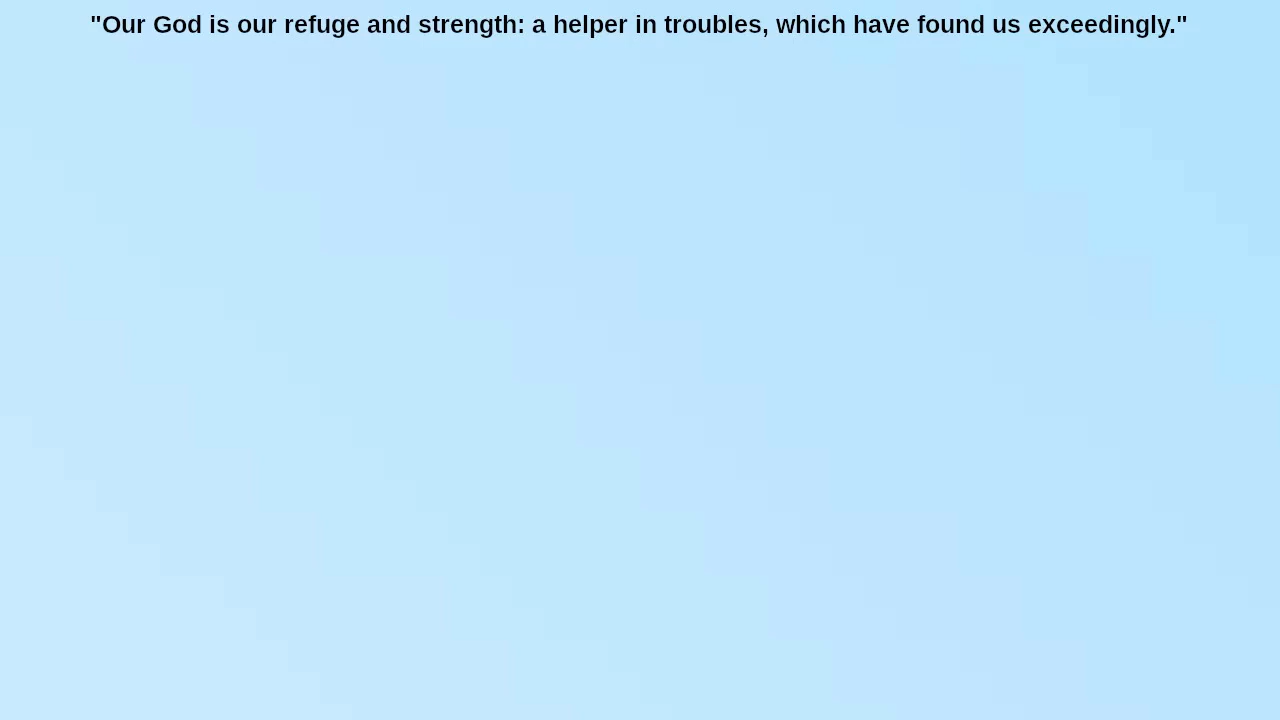 "Our God is our refuge and strength: a helper in troubles, which have found us exceedingly."